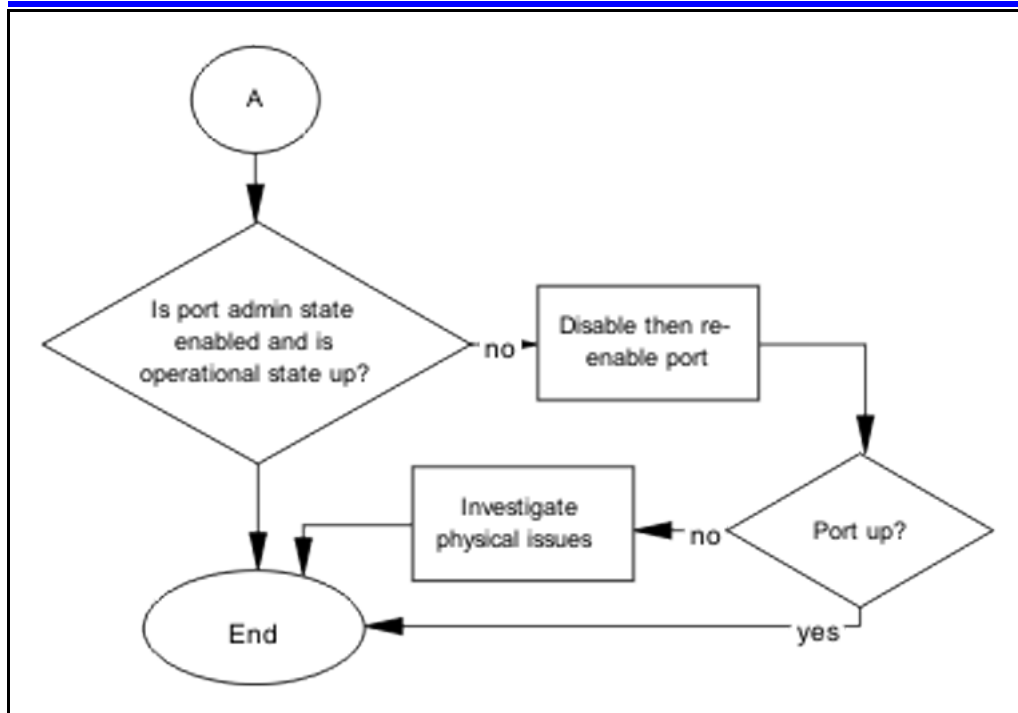 A
Is port admin state
enabled and is
operational state up?
no
Disable then re-
enable port
Port up?
no
Investigate
physical issues
yes
End